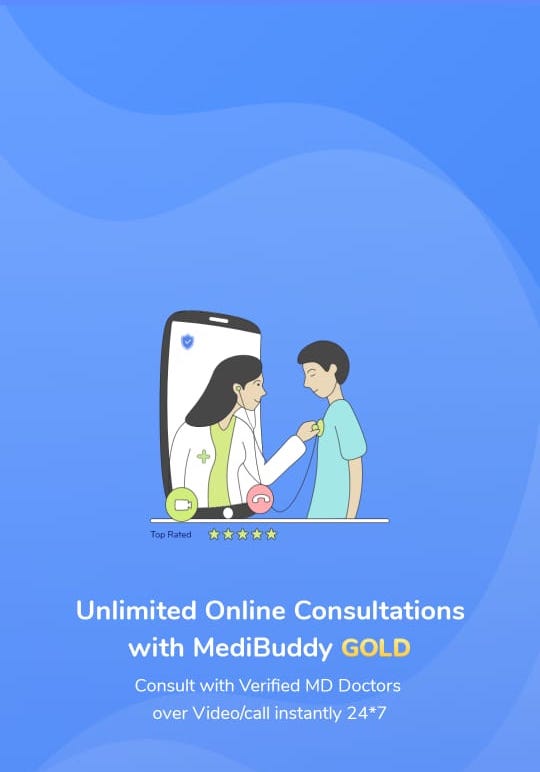 Top Rated
Unlimited Online Consultations
with MediBuddy GOLD
Consult with Verified MD Doctors
over Video/call instantly 24*7